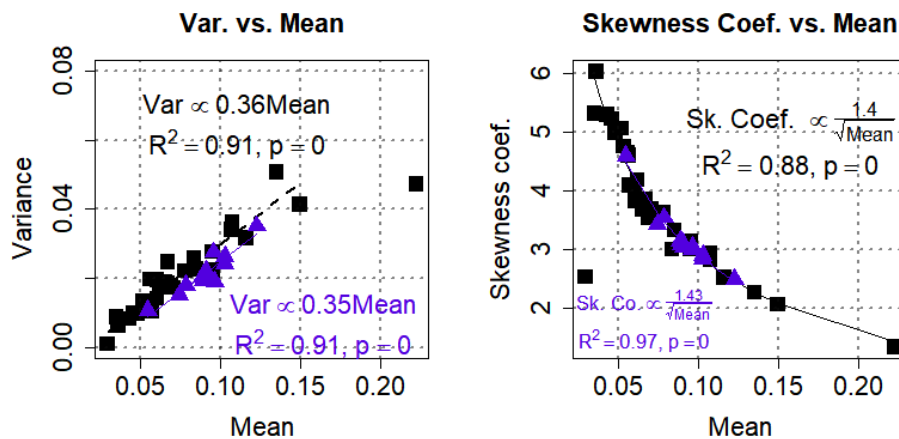 Var. vs. Mean
0.08
0.04
0.00
Variance
Var ∝ 0.36Mean
R² = 0.91, p = 0
Var ∝ 0.35Mean
R² = 0.91, p = 0
0.05 0.10 0.15 0.20
Mean
Skewness Coef. vs. Mean
6
5
4
3
2
Skewness coef.
Sk. Coef. ∝ 1.4/√Mean
R² = 0.88, p = 0
Sk. Co. ∝ 1.43/√Mean
R² = 0.97, p = 0
0.05 0.10 0.15 0.20
Mean